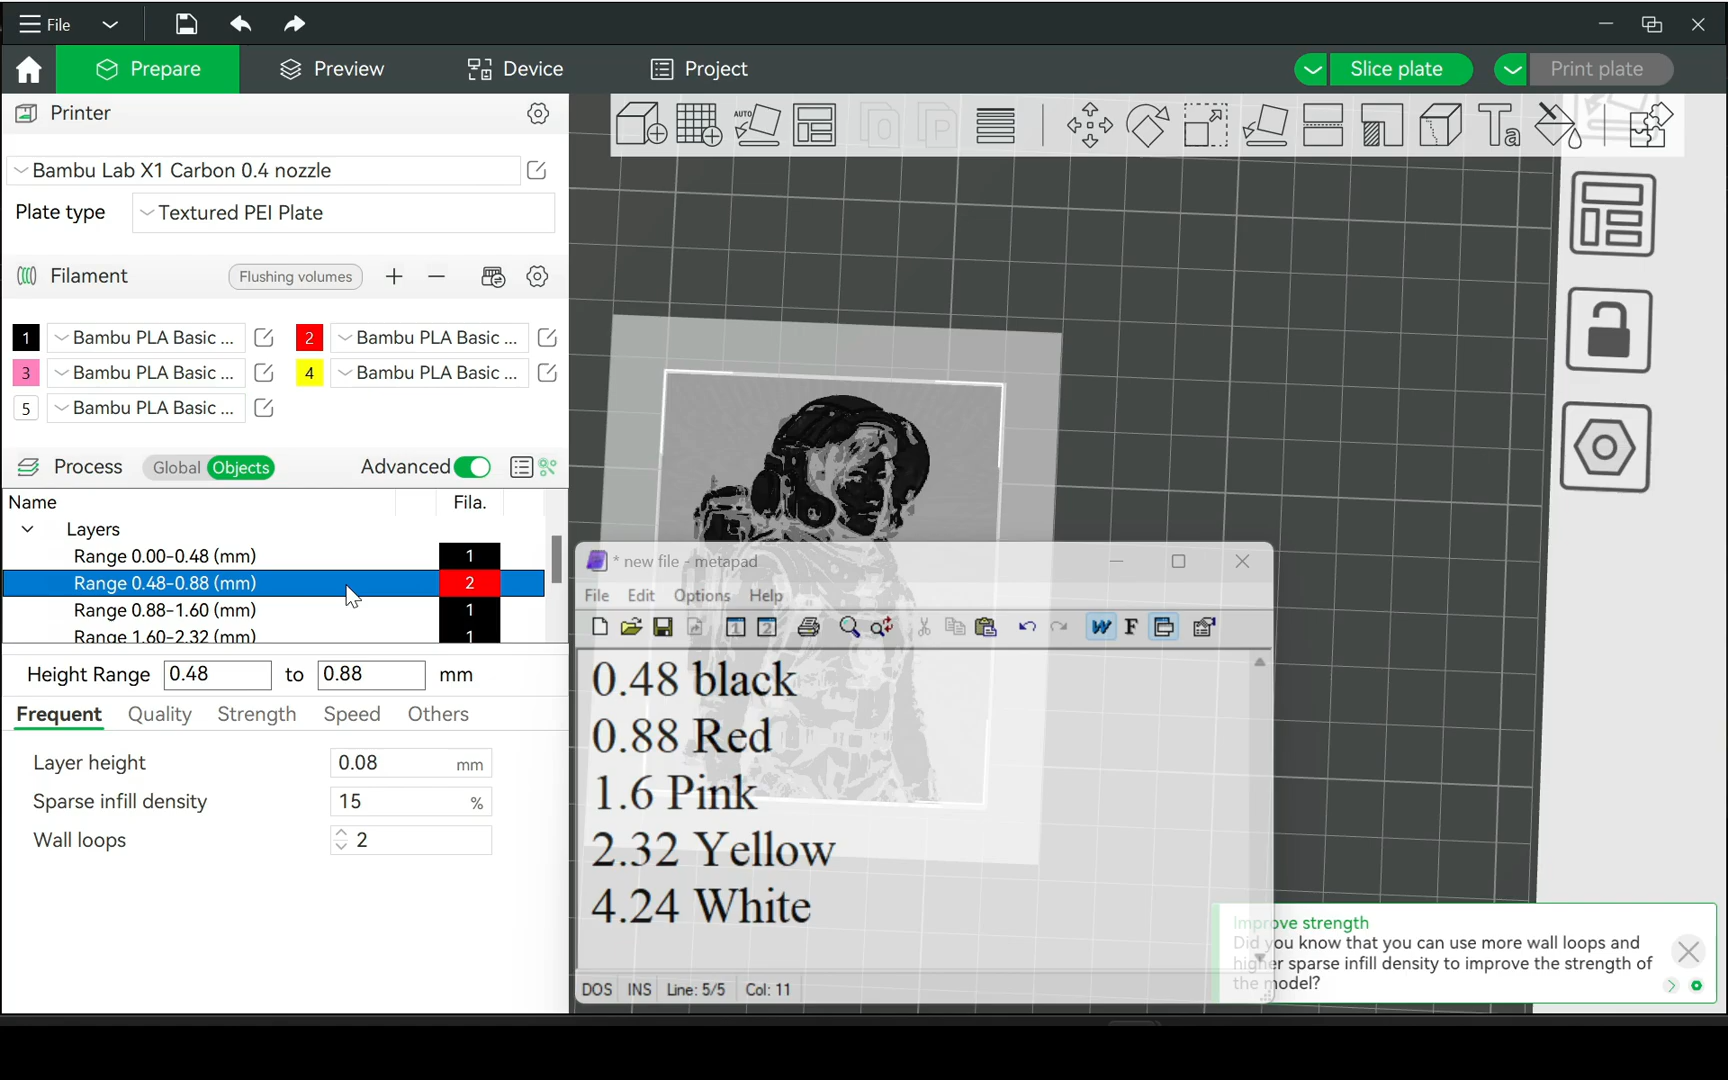 File
Prepare
Preview
Device
Project
Slice plate
Print plate
Printer
Bambu Lab X1 Carbon 0.4 nozzle
Plate type
Textured PEI Plate
Filament
Flushing volumes
1 Bambu PLA Basic ...
2 Bambu PLA Basic ...
3 Bambu PLA Basic ...
4 Bambu PLA Basic ...
5 Bambu PLA Basic ...
Process
Global
Objects
Advanced
Name
Fila.
Layers
Range 0.00-0.48 (mm) 1
Range 0.48-0.88 (mm) 2
Range 0.88-1.60 (mm) 1
Range 1.60-2.32 (mm) 1
Height Range 0.48 to 0.88 mm
Frequent
Quality
Strength
Speed
Others
Layer height 0.08 mm
Sparse infill density 15 %
Wall loops 2
AUTO
O
P
Ta
* new file - metapad
File Edit Options Help
1
2
W
F
0.48 black
0.88 Red
1.6 Pink
2.32 Yellow
4.24 White
DOS INS Line: 5/5 Col: 11
Improve strength
Did you know that you can use more wall loops and
higher sparse infill density to improve the strength of
the model?